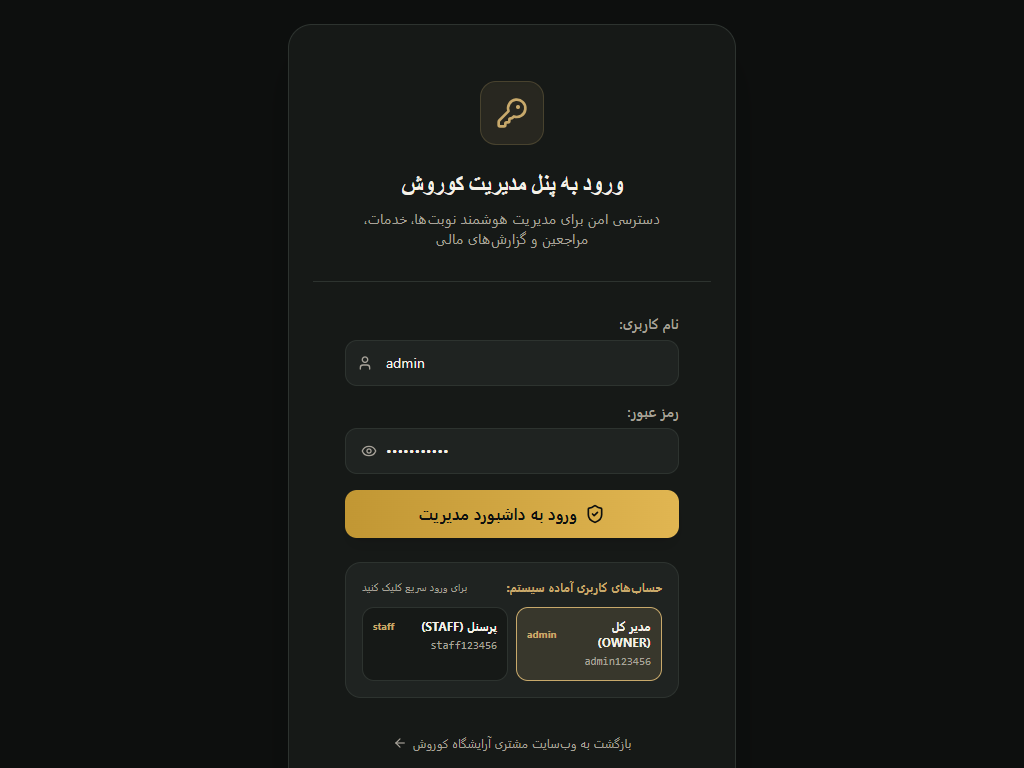 ورود به پنل مدیریت کوروش
دسترسی امن برای مدیریت هوشمند نوبت‌ها، خدمات،
مراجعین و گزارش‌های مالی
نام کاربری:
admin
رمز عبور:
•••••••••••
ورود به داشبورد مدیریت
حساب‌های کاربری آماده سیستم:
برای ورود سریع کلیک کنید
مدیر کل
(OWNER)
admin
admin123456
پرسنل (STAFF)
staff
staff123456
بازگشت به وب‌سایت مشتری آرایشگاه کوروش ←